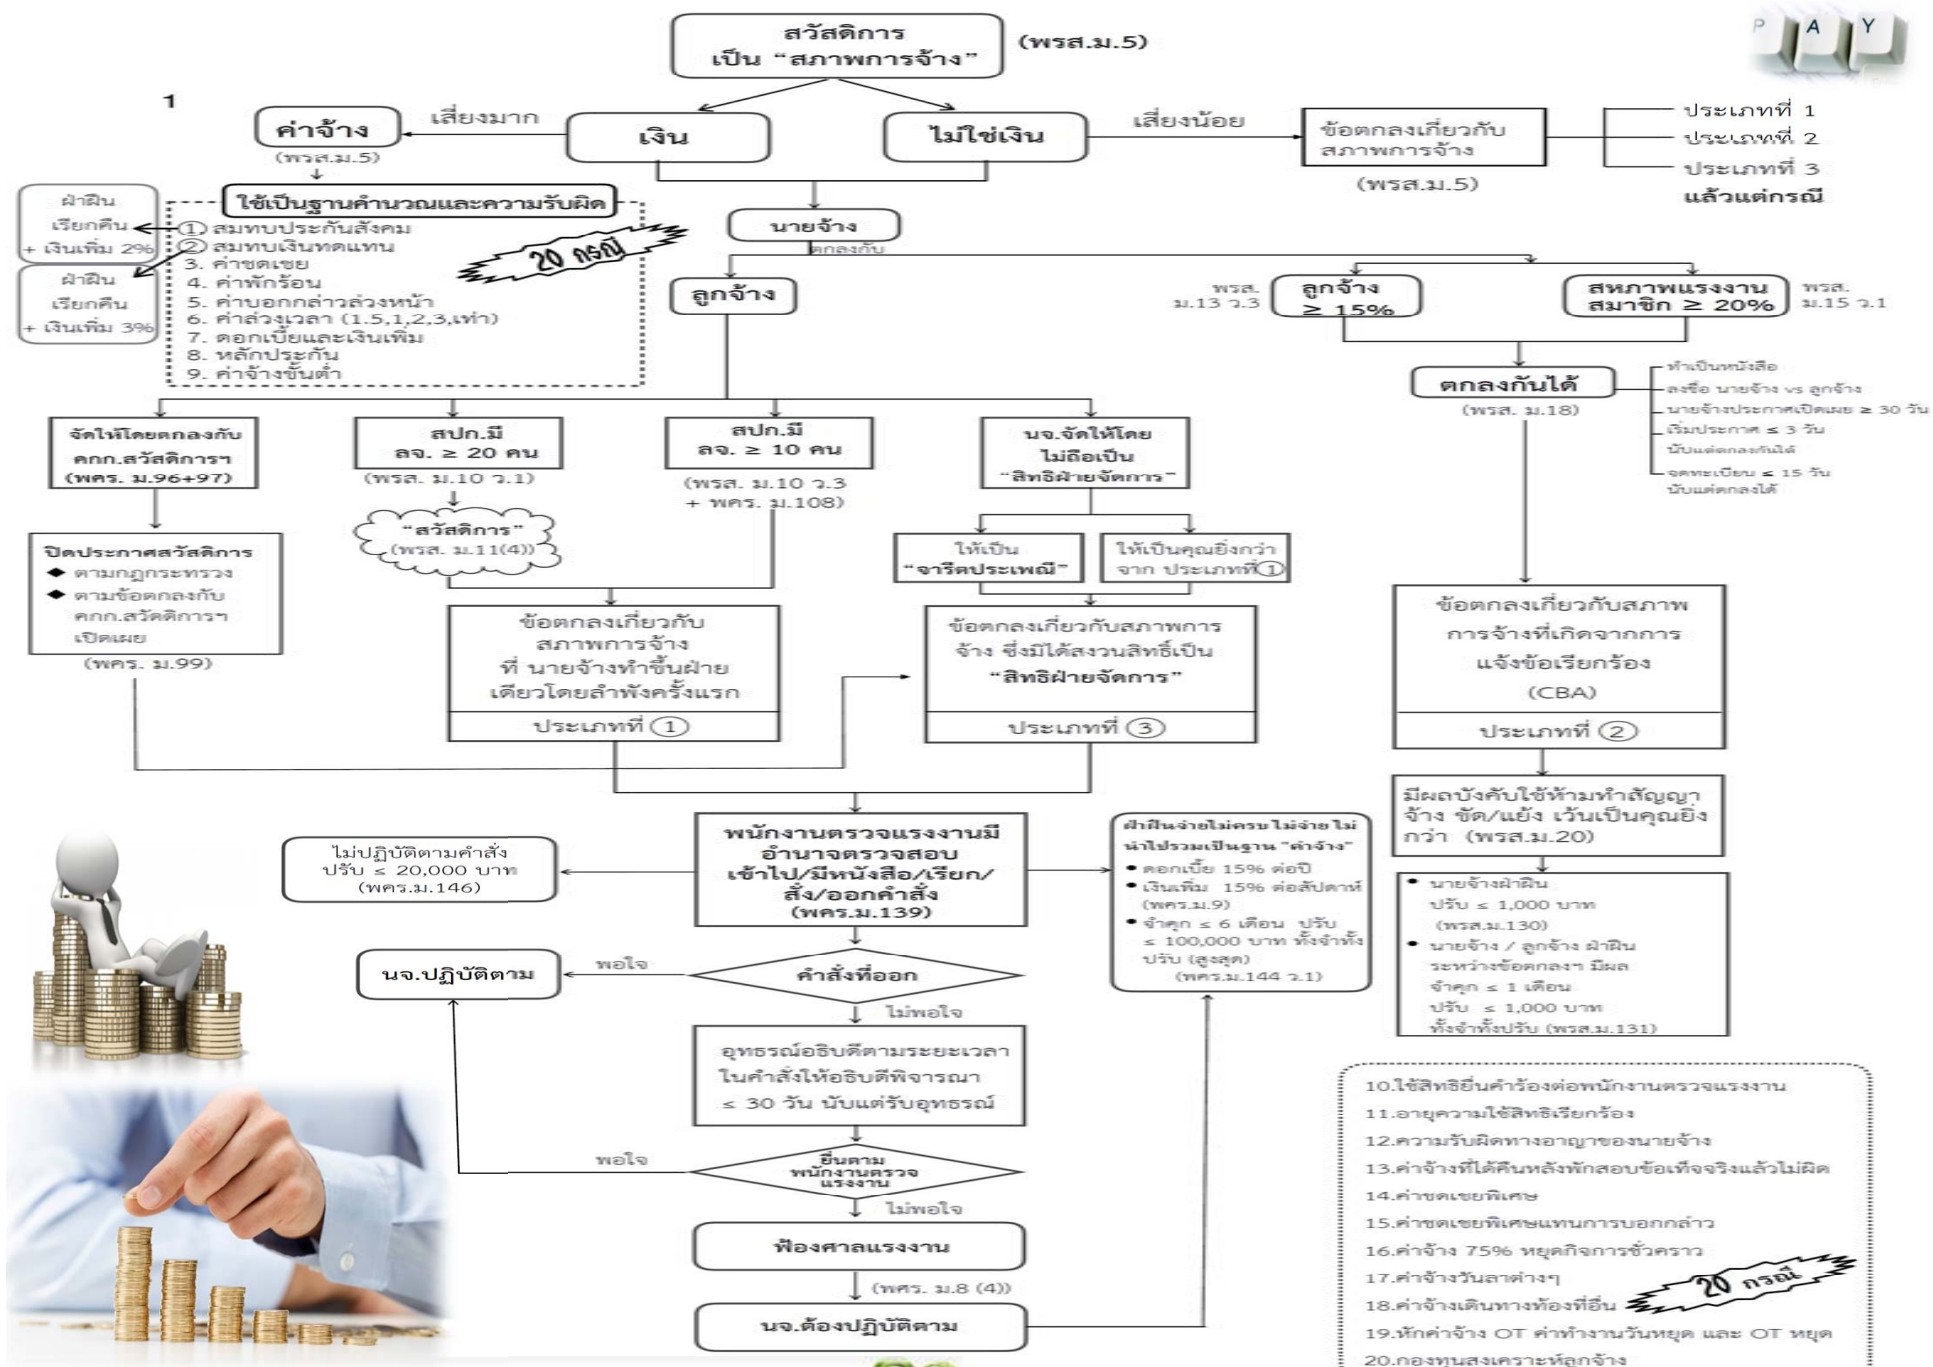 สวัสดิการ
เป็น "สภาพการจ้าง"
(พรส.ม.5)
P A Y
1
ค่าจ้าง
(พรส.ม.5)
เสี่ยงมาก
เงิน
ไม่ใช่เงิน
เสี่ยงน้อย
ข้อตกลงเกี่ยวกับ
สภาพการจ้าง
(พรส.ม.5)
ประเภทที่ 1
ประเภทที่ 2
ประเภทที่ 3
แล้วแต่กรณี
ฝ่าฝืน
เรียกคืน
+ เงินเพิ่ม 2%
ฝ่าฝืน
เรียกคืน
+ เงินเพิ่ม 3%
ใช้เป็นฐานคำนวณและความรับผิด
1. สมทบประกันสังคม
2. สมทบเงินทดแทน
3. ค่าชดเชย
4. ค่าพักร้อน
5. ค่าบอกกล่าวล่วงหน้า
6. ค่าล่วงเวลา (1.5,1,2,3,เท่า)
7. ดอกเบี้ยและเงินเพิ่ม
8. หลักประกัน
9. ค่าจ้างขั้นต่ำ
20 กรณี
นายจ้าง
ตกลงกับ
ลูกจ้าง
พรส.
ม.13 ว.3
ลูกจ้าง
≥ 15%
สหภาพแรงงาน
สมาชิก ≥ 20%
พรส.
ม.15 ว.1
ตกลงกันได้
(พรส. ม.18)
ทำเป็นหนังสือ
ลงชื่อ นายจ้าง vs ลูกจ้าง
นายจ้างประกาศเปิดเผย ≥ 30 วัน
เริ่มประกาศ ≤ 3 วัน
นับแต่ตกลงกันได้
จดทะเบียน ≤ 15 วัน
นับแต่ตกลงได้
จัดให้โดยตกลงกับ
คกก.สวัสดิการฯ
(พคร. ม.96+97)
สปก.มี
ลจ. ≥ 20 คน
(พรส. ม.10 ว.1)
"สวัสดิการ"
(พรส. ม.11(4))
สปก.มี
ลจ. ≥ 10 คน
(พรส. ม.10 ว.3
+ พคร. ม.108)
นจ.จัดให้โดย
ไม่ถือเป็น
"สิทธิฝ่ายจัดการ"
ให้เป็น
"จารีตประเพณี"
ให้เป็นคุณยิ่งกว่า
จาก ประเภทที่ 1
ปิดประกาศสวัสดิการ
◆ ตามกฎกระทรวง
◆ ตามข้อตกลงกับ
คกก.สวัตดิการฯ
เปิดเผย
(พคร. ม.99)
ข้อตกลงเกี่ยวกับ
สภาพการจ้าง
ที่ นายจ้างทำขึ้นฝ่าย
เดียวโดยลำพังครั้งแรก
ประเภทที่ 1
ข้อตกลงเกี่ยวกับสภาพการ
จ้าง ซึ่งมิได้สงวนสิทธิ์เป็น
"สิทธิฝ่ายจัดการ"
ประเภทที่ 3
ข้อตกลงเกี่ยวกับสภาพ
การจ้างที่เกิดจากการ
แจ้งข้อเรียกร้อง
(CBA)
ประเภทที่ 2
มีผลบังคับใช้ห้ามทำสัญญา
จ้าง ขัด/แย้ง เว้นเป็นคุณยิ่ง
กว่า (พรส.ม.20)
• นายจ้างฝ่าฝืน
ปรับ ≤ 1,000 บาท
(พรส.ม.130)
• นายจ้าง / ลูกจ้าง ฝ่าฝืน
ระหว่างข้อตกลงฯ มีผล
จำคุก ≤ 1 เดือน
ปรับ ≤ 1,000 บาท
ทั้งจำทั้งปรับ (พรส.ม.131)
ไม่ปฏิบัติตามคำสั่ง
ปรับ ≤ 20,000 บาท
(พคร.ม.146)
พนักงานตรวจแรงงานมี
อำนาจตรวจสอบ
เข้าไป/มีหนังสือ/เรียก/
สั่ง/ออกคำสั่ง
(พคร.ม.139)
ฝ่าฝืนจ่ายไม่ครบ ไม่จ่าย ไม่
นำไปรวมเป็นฐาน "ค่าจ้าง"
• ดอกเบี้ย 15% ต่อปี
• เงินเพิ่ม 15% ต่อสัปดาห์
(พคร.ม.9)
• จำคุก ≤ 6 เดือน ปรับ
≤ 100,000 บาท ทั้งจำทั้ง
ปรับ (สูงสุด)
(พคร.ม.144 ว.1)
นจ.ปฏิบัติตาม
พอใจ
คำสั่งที่ออก
ไม่พอใจ
อุทธรณ์อธิบดีตามระยะเวลา
ในคำสั่งให้อธิบดีพิจารณา
≤ 30 วัน นับแต่รับอุทธรณ์
พอใจ
ยื่นตาม
พนักงานตรวจ
แรงงาน
ไม่พอใจ
ฟ้องศาลแรงงาน
(พศร. ม.8 (4))
นจ.ต้องปฏิบัติตาม
10.ใช้สิทธิยื่นคำร้องต่อพนักงานตรวจแรงงาน
11.อายุความใช้สิทธิเรียกร้อง
12.ความรับผิดทางอาญาของนายจ้าง
13.ค่าจ้างที่ได้คืนหลังพักสอบข้อเท็จจริงแล้วไม่ผิด
14.ค่าชดเชยพิเศษ
15.ค่าชดเชยพิเศษแทนการบอกกล่าว
16.ค่าจ้าง 75% หยุดกิจการชั่วคราว
17.ค่าจ้างวันลาต่างๆ
18.ค่าจ้างเดินทางท้องที่อื่น
20 กรณี
19.หักค่าจ้าง OT ค่าทำงานวันหยุด และ OT หยุด
20.กองทุนสงเคราะห์ลูกจ้าง